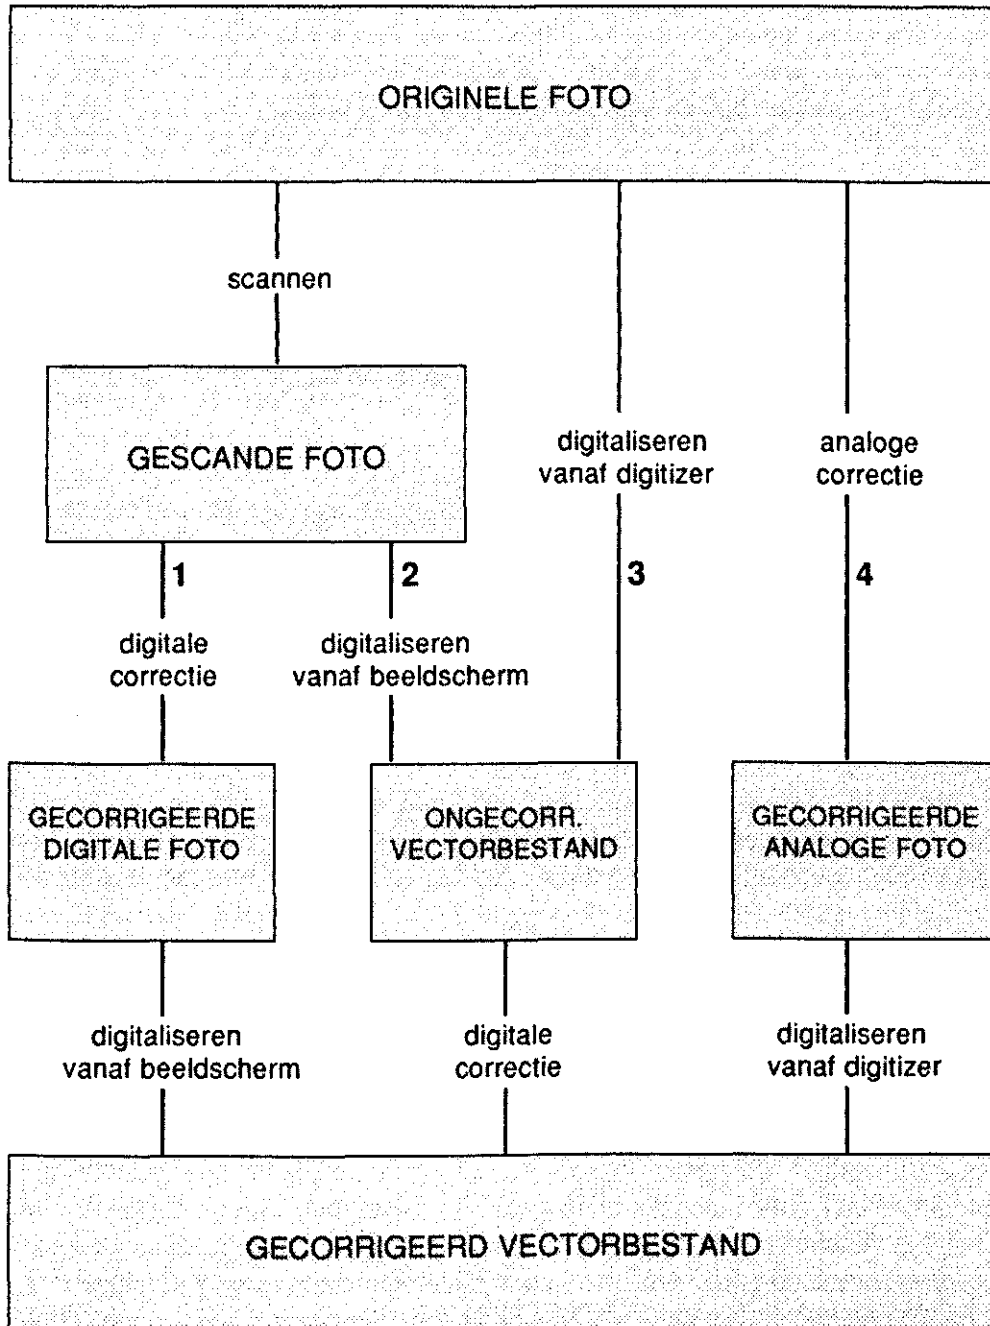 ORIGINELE FOTO
scannen
GESCANDE FOTO
digitaliseren
vanaf digitizer
analoge
correctie
1
2
3
4
digitale
correctie
digitaliseren
vanaf beeldscherm
GECORRIGEERDE
DIGITALE FOTO
ONGECORR.
VECTORBESTAND
GECORRIGEERDE
ANALOGE FOTO
digitaliseren
vanaf beeldscherm
digitale
correctie
digitaliseren
vanaf digitizer
GECORRIGEERD VECTORBESTAND